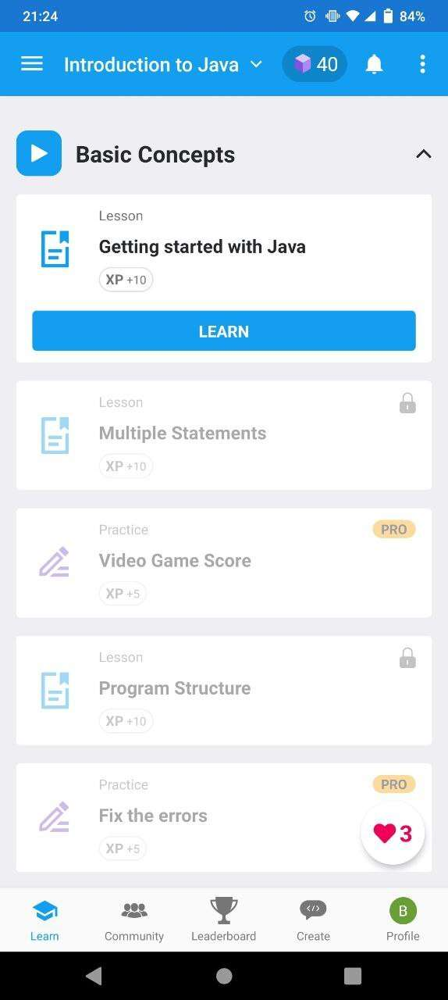 21:24
84%
Introduction to Java
40
Basic Concepts
Lesson
Getting started with Java
XP +10
LEARN
Lesson
Multiple Statements
XP +10
Practice
PRO
Video Game Score
XP +5
Lesson
Program Structure
XP +10
Practice
PRO
Fix the errors
XP +5
3
Learn
Community
Leaderboard
</>
Create
B
Profile